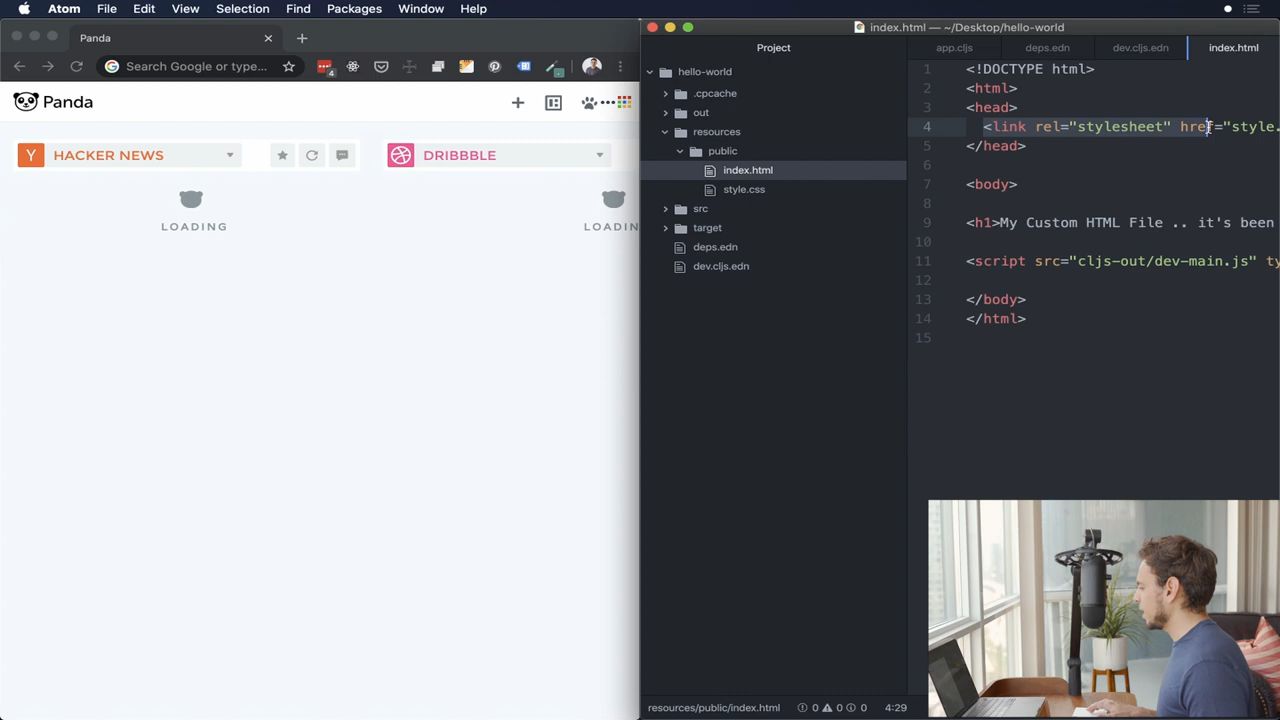 Atom File Edit View Selection Find Packages Window Help
Panda
Search Google or type...
4
Panda
Y HACKER NEWS
DRIBBBLE
LOADING
LOADIN
index.html — ~/Desktop/hello-world
Project
app.cljs deps.edn dev.cljs.edn index.html
hello-world
.cpcache
out
resources
public
index.html
style.css
src
target
deps.edn
dev.cljs.edn
1 <!DOCTYPE html>
2 <html>
3 <head>
4 <link rel="stylesheet" href="style.
5 </head>
6
7 <body>
8
9 <h1>My Custom HTML File .. it's been
10
11 <script src="cljs-out/dev-main.js" ty
12
13 </body>
14 </html>
15
resources/public/index.html 0 0 0 4:29